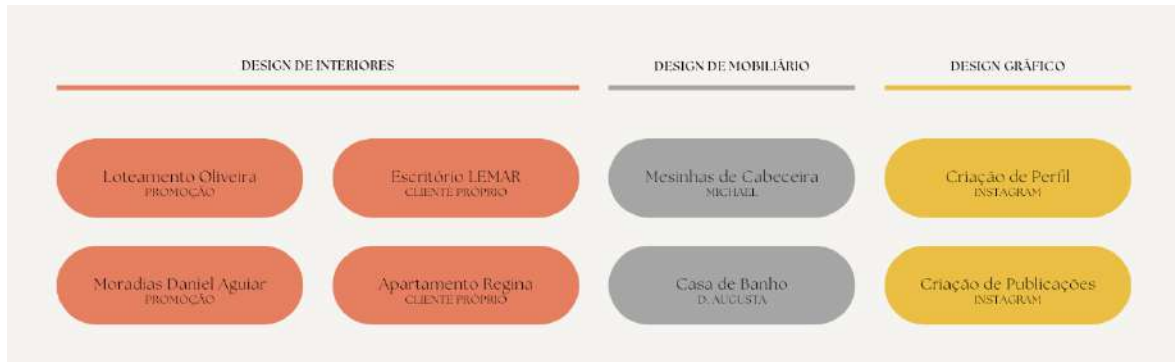 DESIGN DE INTERIORES
DESIGN DE MOBILIÁRIO
DESIGN GRÁFICO
Loteamento Oliveira
PROMOÇÃO
Escritório LEMAR
CLIENTE PRÓPRIO
Mesinhas de Cabeceira
MICHAEL
Criação de Perfil
INSTAGRAM
Moradias Daniel Aguiar
PROMOÇÃO
Apartamento Regina
CLIENTE PRÓPRIO
Casa de Banho
D. AUGUSTA
Criação de Publicações
INSTAGRAM